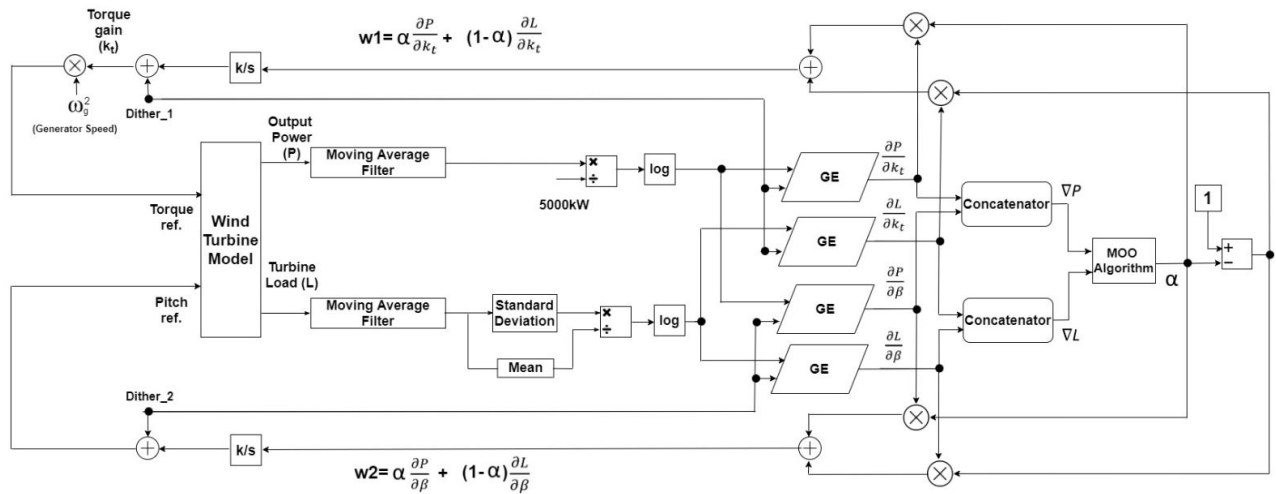 Torque
gain
(kₜ)
w1= α ∂P/∂kₜ + (1-α) ∂L/∂kₜ
×
+
k/s
+
×
×
ω_g^2
(Generator Speed)
Dither_1
Output
Power
(P)
Moving Average
Filter
×
÷
5000kW
log
GE
∂P/∂kₜ
Concatenator
∇P
1
Torque
ref.
Wind
Turbine
Model
GE
∂L/∂kₜ
MOO
Algorithm
α
+
−
Turbine
Load (L)
Pitch
ref.
Moving Average
Filter
Standard
Deviation
Mean
×
÷
log
GE
∂P/∂β
Concatenator
∇L
GE
∂L/∂β
Dither_2
+
k/s
+
×
×
w2= α ∂P/∂β + (1-α) ∂L/∂β